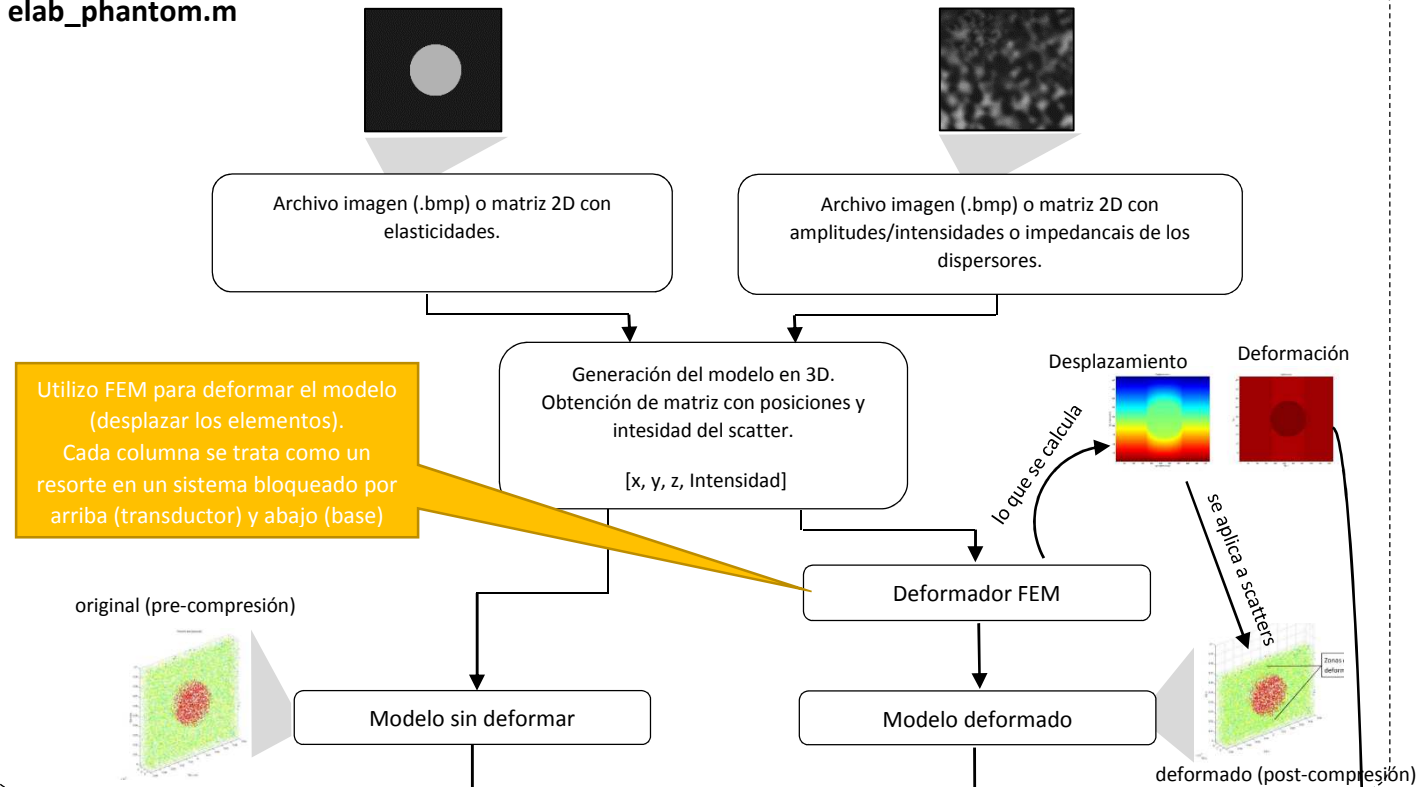 elab_phantom.m
Archivo imagen (.bmp) o matriz 2D con
elasticidades.
Archivo imagen (.bmp) o matriz 2D con
amplitudes/intensidades o impedancais de los
dispersores.
Generación del modelo en 3D.
Obtención de matriz con posiciones y
intesidad del scatter.
[x, y, z, Intensidad]
Utilizo FEM para deformar el modelo
(desplazar los elementos).
Cada columna se trata como un
resorte en un sistema bloqueado por
arriba (transductor) y abajo (base)
Desplazamiento
Deformación
lo que se calcula
se aplica a scatters
Deformador FEM
original (pre-compresión)
Modelo sin deformar
Modelo deformado
Zonas
deform
deformado (post-compresión)